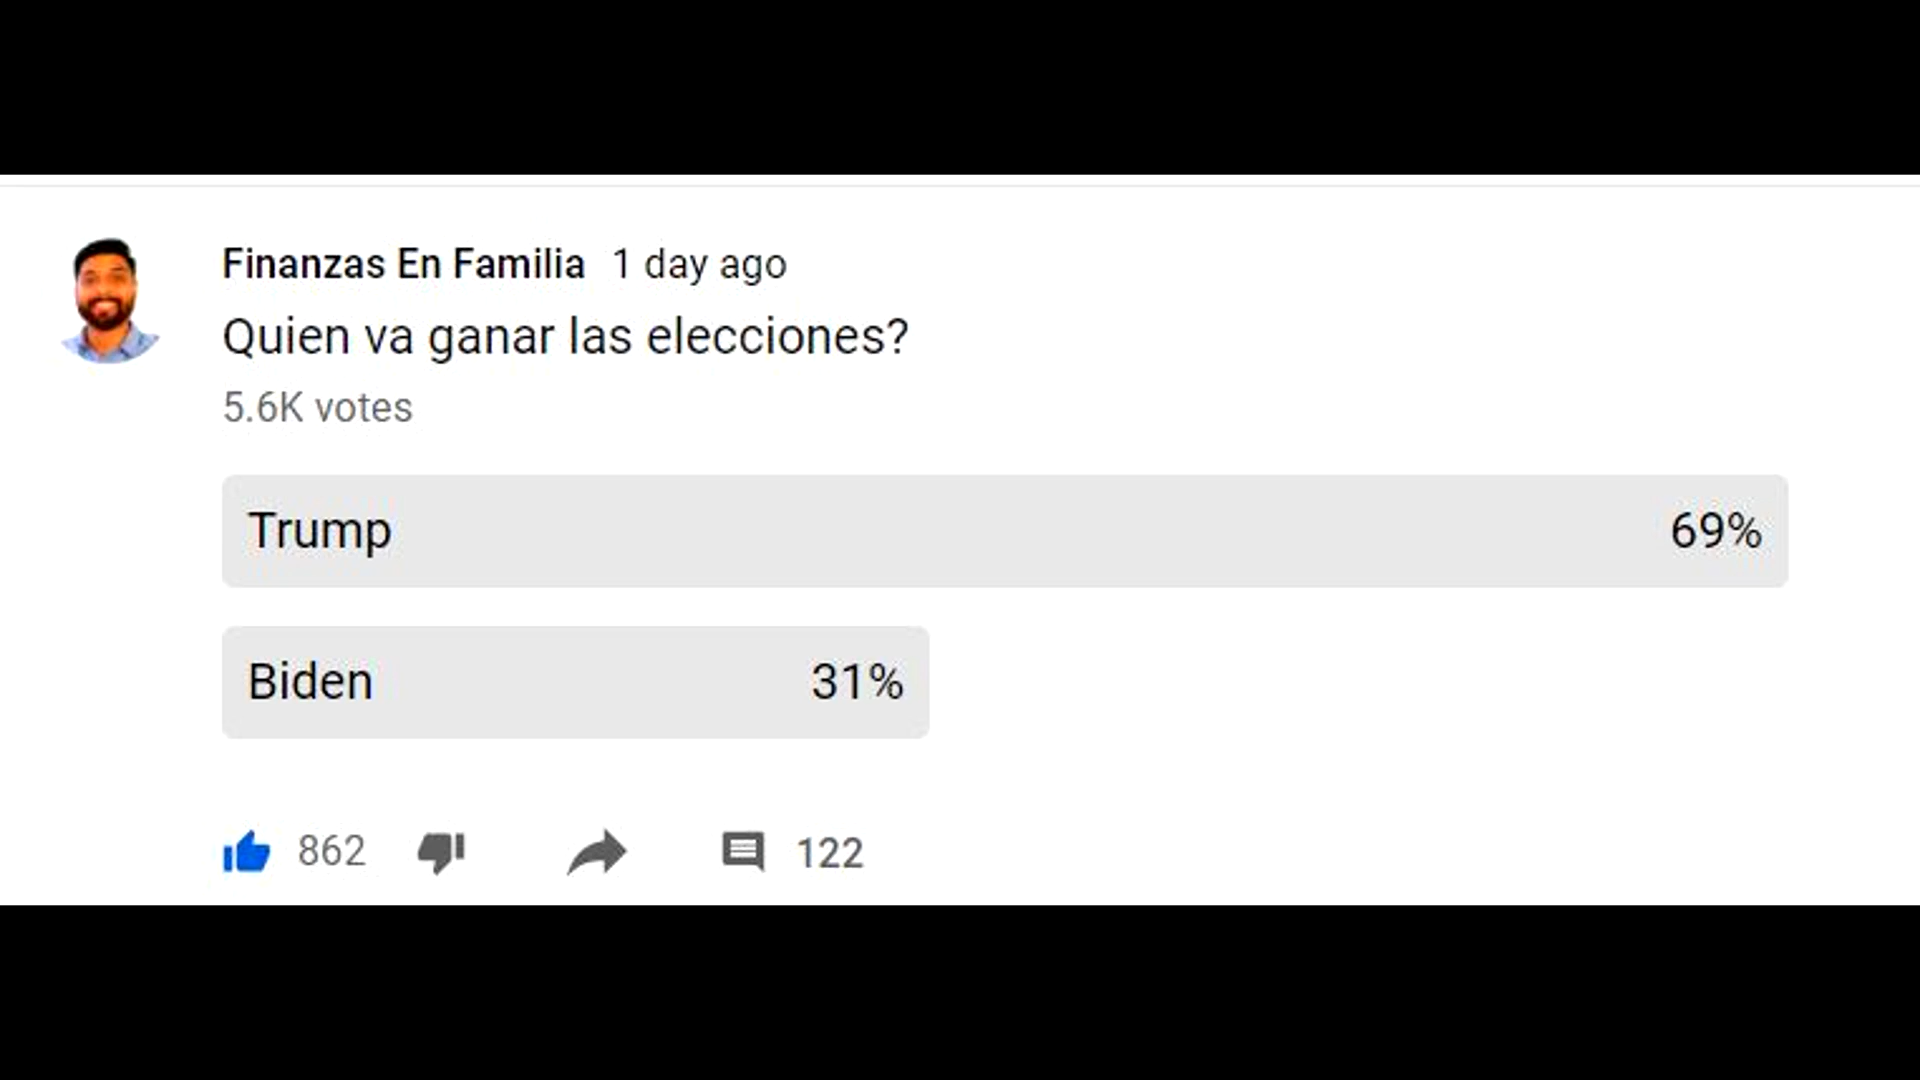 Finanzas En Familia 1 day ago
Quien va ganar las elecciones?
5.6K votes
Trump 69%
Biden 31%
862 122